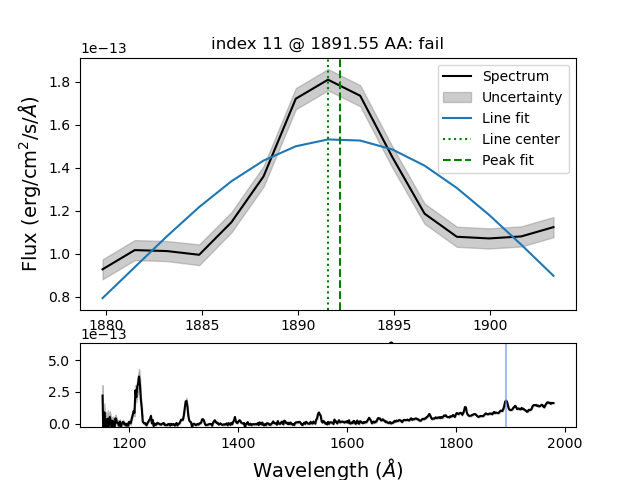 index 11 @ 1891.55 AA: fail
1e−13
Flux (erg/cm²/s/Å)
1.8
1.6
1.4
1.2
1.0
0.8
Spectrum
Uncertainty
Line fit
Line center
Peak fit
1880 1885 1890 1895 1900
1e−13
5.0
2.5
0.0
1200 1400 1600 1800 2000
Wavelength (Å)